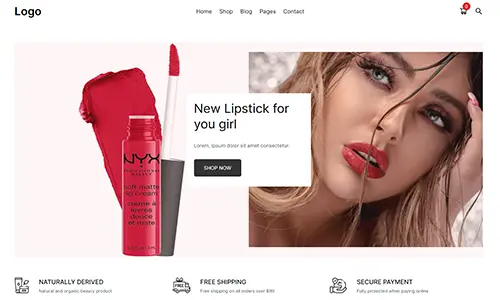 Logo
Home Shop Blog Pages Contact
0
New Lipstick for
you girl
Lorem, ipsum dolor sit amet consectetur.
SHOP NOW
NYX
PROFESSIONAL MAKEUP
soft matte
lip cream
crème à
lèvres
douce
et mate
NATURALLY DERIVED
Natural and organic beauty product
FREE SHIPPING
Free shipping on all orders over $99
SECURE PAYMENT
Fully protected when paying online
FREE